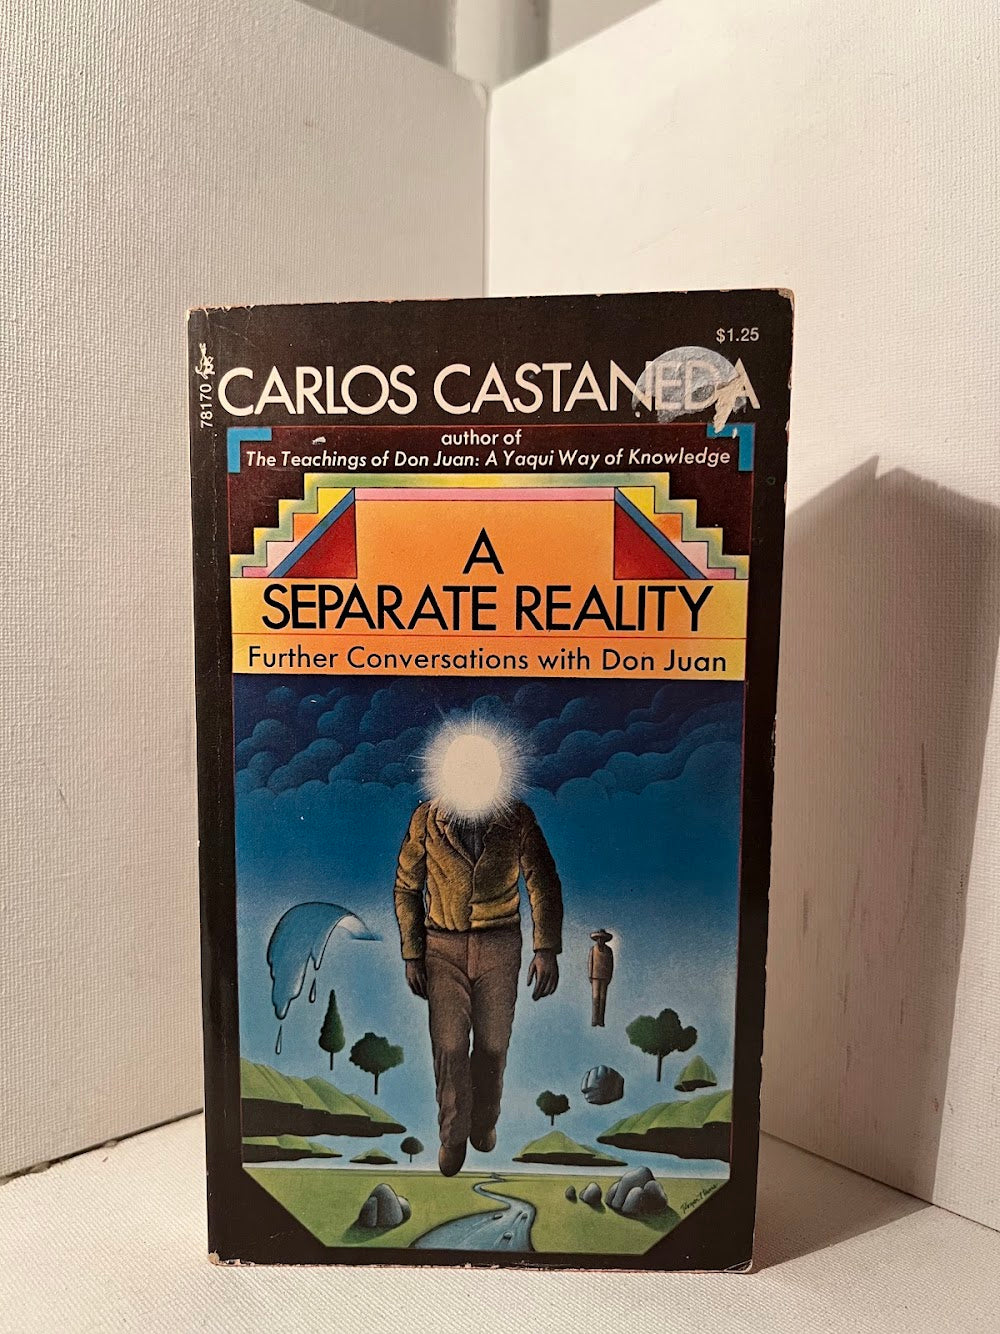 $1.25
78170
CARLOS CASTANEDA
author of
The Teachings of Don Juan: A Yaqui Way of Knowledge
A
SEPARATE REALITY
Further Conversations with Don Juan